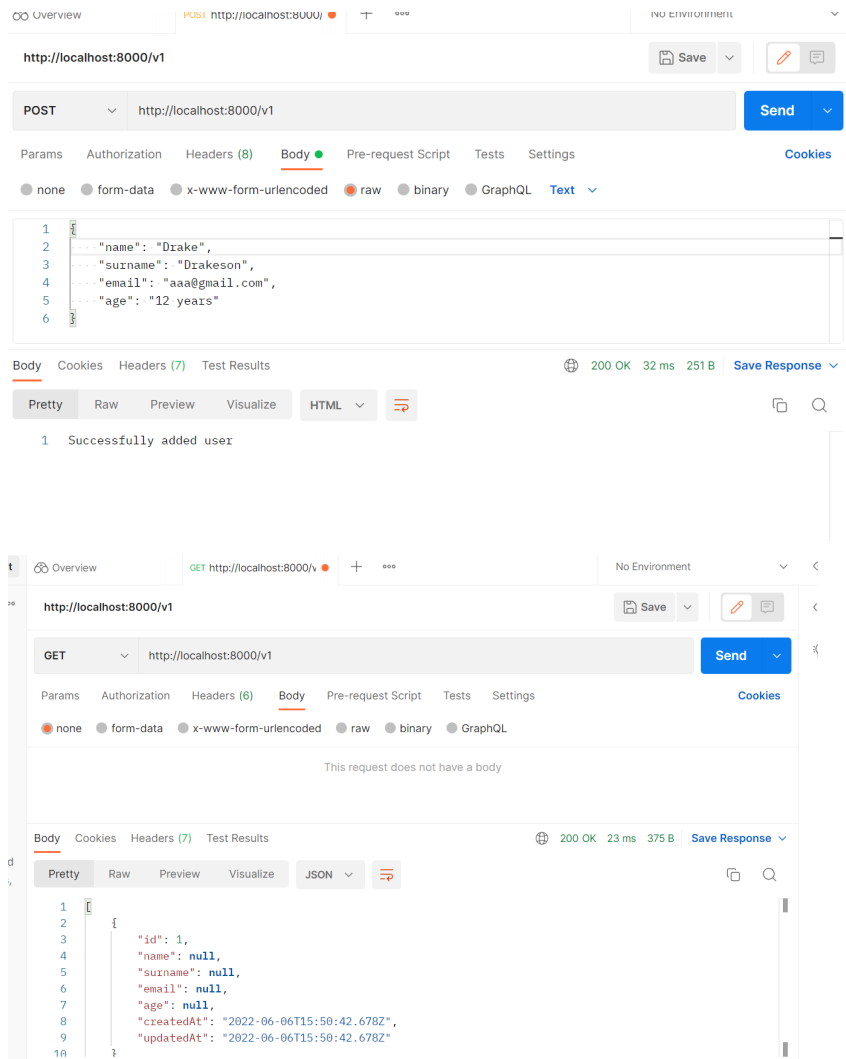 Overview POST http://localhost:8000/ No Environment
http://localhost:8000/v1 Save
POST http://localhost:8000/v1 Send
Params Authorization Headers (8) Body Pre-request Script Tests Settings Cookies
none form-data x-www-form-urlencoded raw binary GraphQL Text
1 {
2 "name": "Drake",
3 "surname": "Drakeson",
4 "email": "aaa@gmail.com",
5 "age": "12 years"
6 }
Body Cookies Headers (7) Test Results 200 OK 32 ms 251 B Save Response
Pretty Raw Preview Visualize HTML
1 Successfully added user
t Overview GET http://localhost:8000/v No Environment
http://localhost:8000/v1 Save
GET http://localhost:8000/v1 Send
Params Authorization Headers (6) Body Pre-request Script Tests Settings Cookies
none form-data x-www-form-urlencoded raw binary GraphQL
This request does not have a body
Body Cookies Headers (7) Test Results 200 OK 23 ms 375 B Save Response
d
Pretty Raw Preview Visualize JSON
1 [
2 {
3 "id": 1,
4 "name": null,
5 "surname": null,
6 "email": null,
7 "age": null,
8 "createdAt": "2022-06-06T15:50:42.678Z",
9 "updatedAt": "2022-06-06T15:50:42.678Z"
10 }